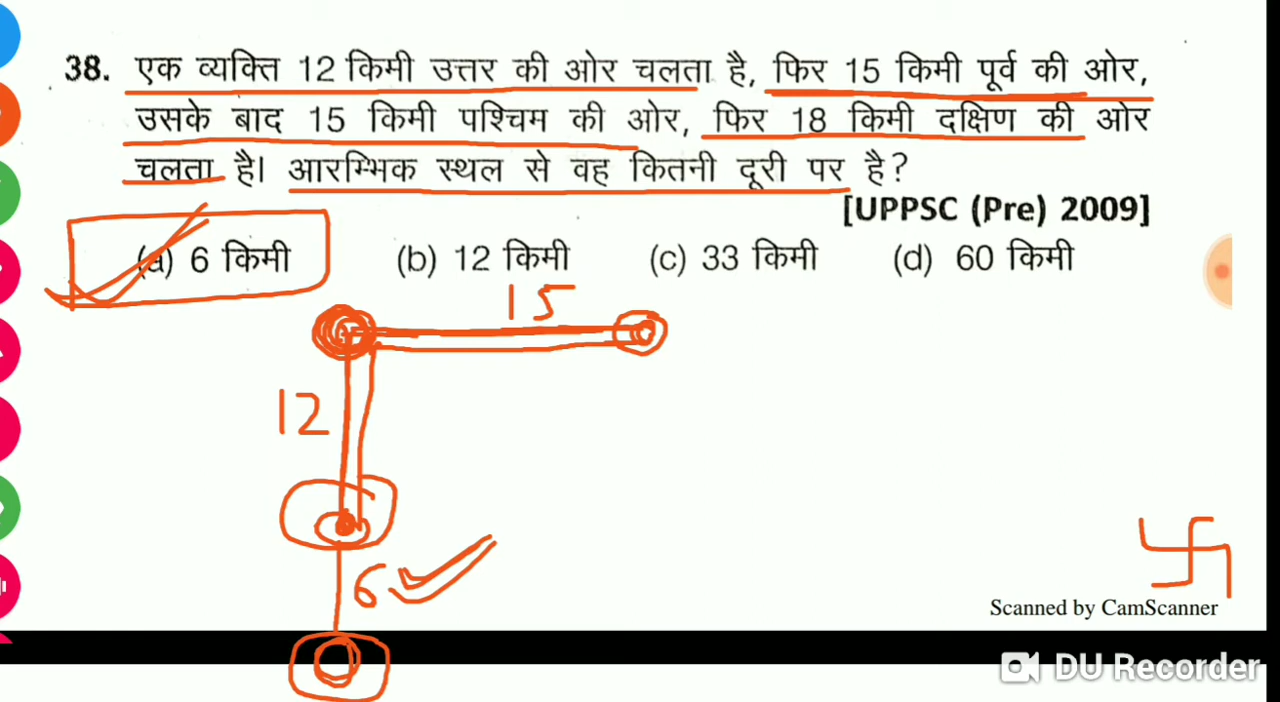 38. एक व्यक्ति 12 किमी उत्तर की ओर चलता है, फिर 15 किमी पूर्व की ओर,
उसके बाद 15 किमी पश्चिम की ओर, फिर 18 किमी दक्षिण की ओर
चलता है। आरम्भिक स्थल से वह कितनी दूरी पर है?
[UPPSC (Pre) 2009]
(a) 6 किमी (b) 12 किमी (c) 33 किमी (d) 60 किमी
15
12
6
Scanned by CamScanner
DU Recorder